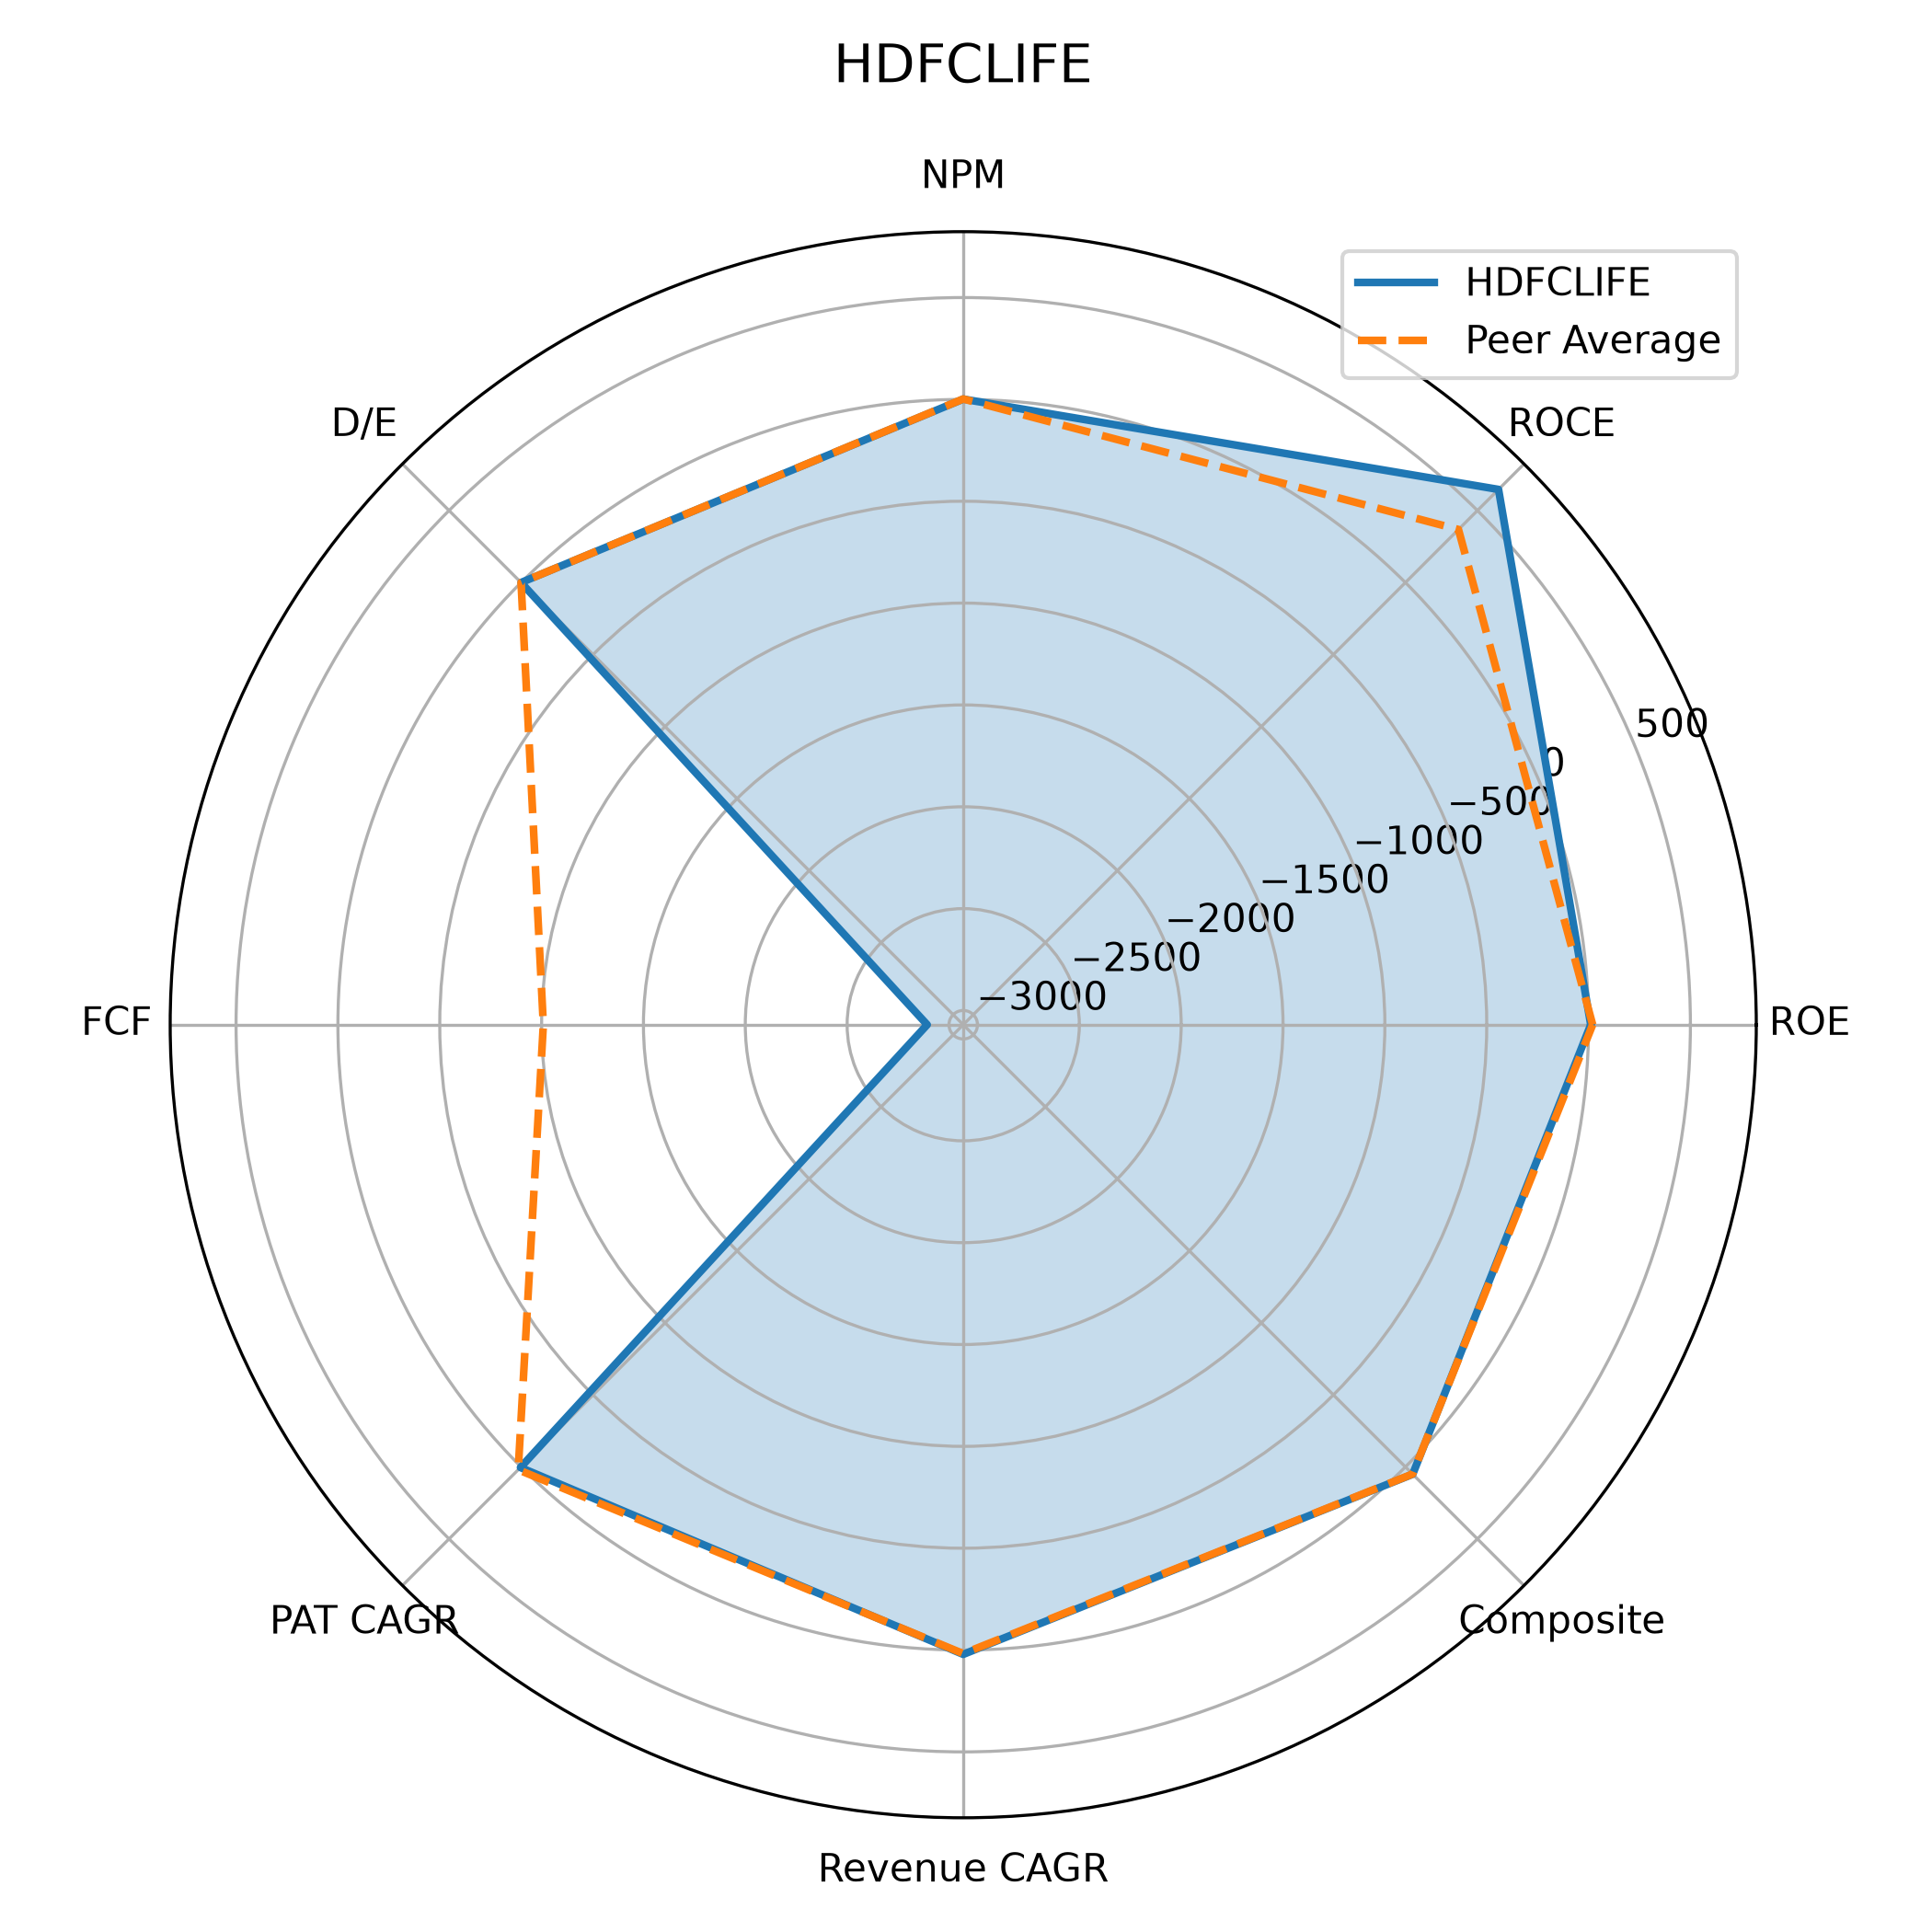 HDFCLIFE
NPM
HDFCLIFE
Peer Average
D/E
ROCE
500
0
−500
−1000
−1500
−2000
−2500
−3000
FCF
ROE
PAT CAGR
Composite
Revenue CAGR